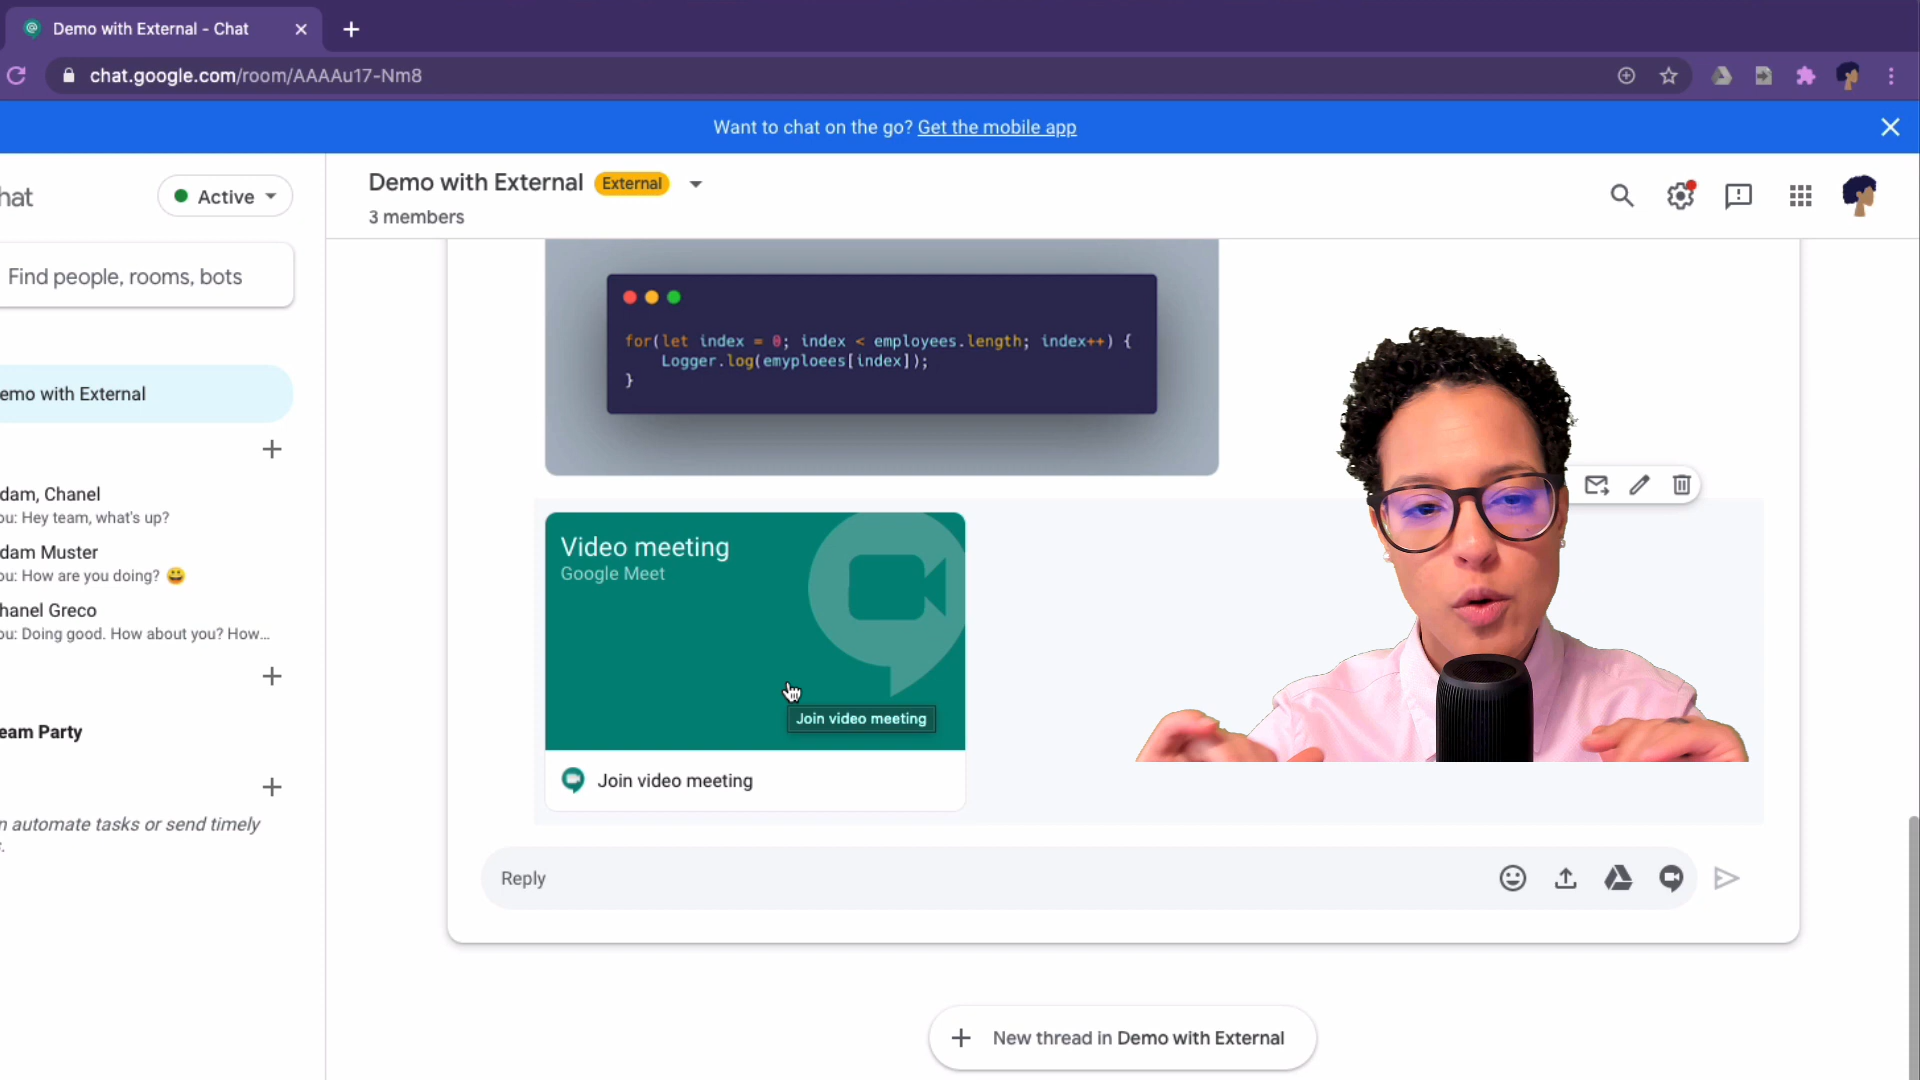 Demo with External - Chat
chat.google.com/room/AAAAu17-Nm8
Want to chat on the go? Get the mobile app
hat
Active
Demo with External
External
3 members
Find people, rooms, bots
emo with External
dam, Chanel
ou: Hey team, what's up?
dam Muster
ou: How are you doing? 😀
hanel Greco
ou: Doing good. How about you? How...
eam Party
n automate tasks or send timely
s.
for(let index = 0; index < employees.length; index++) {
Logger.log(emyploees[index]);
}
Video meeting
Google Meet
Join video meeting
Join video meeting
Reply
New thread in Demo with External